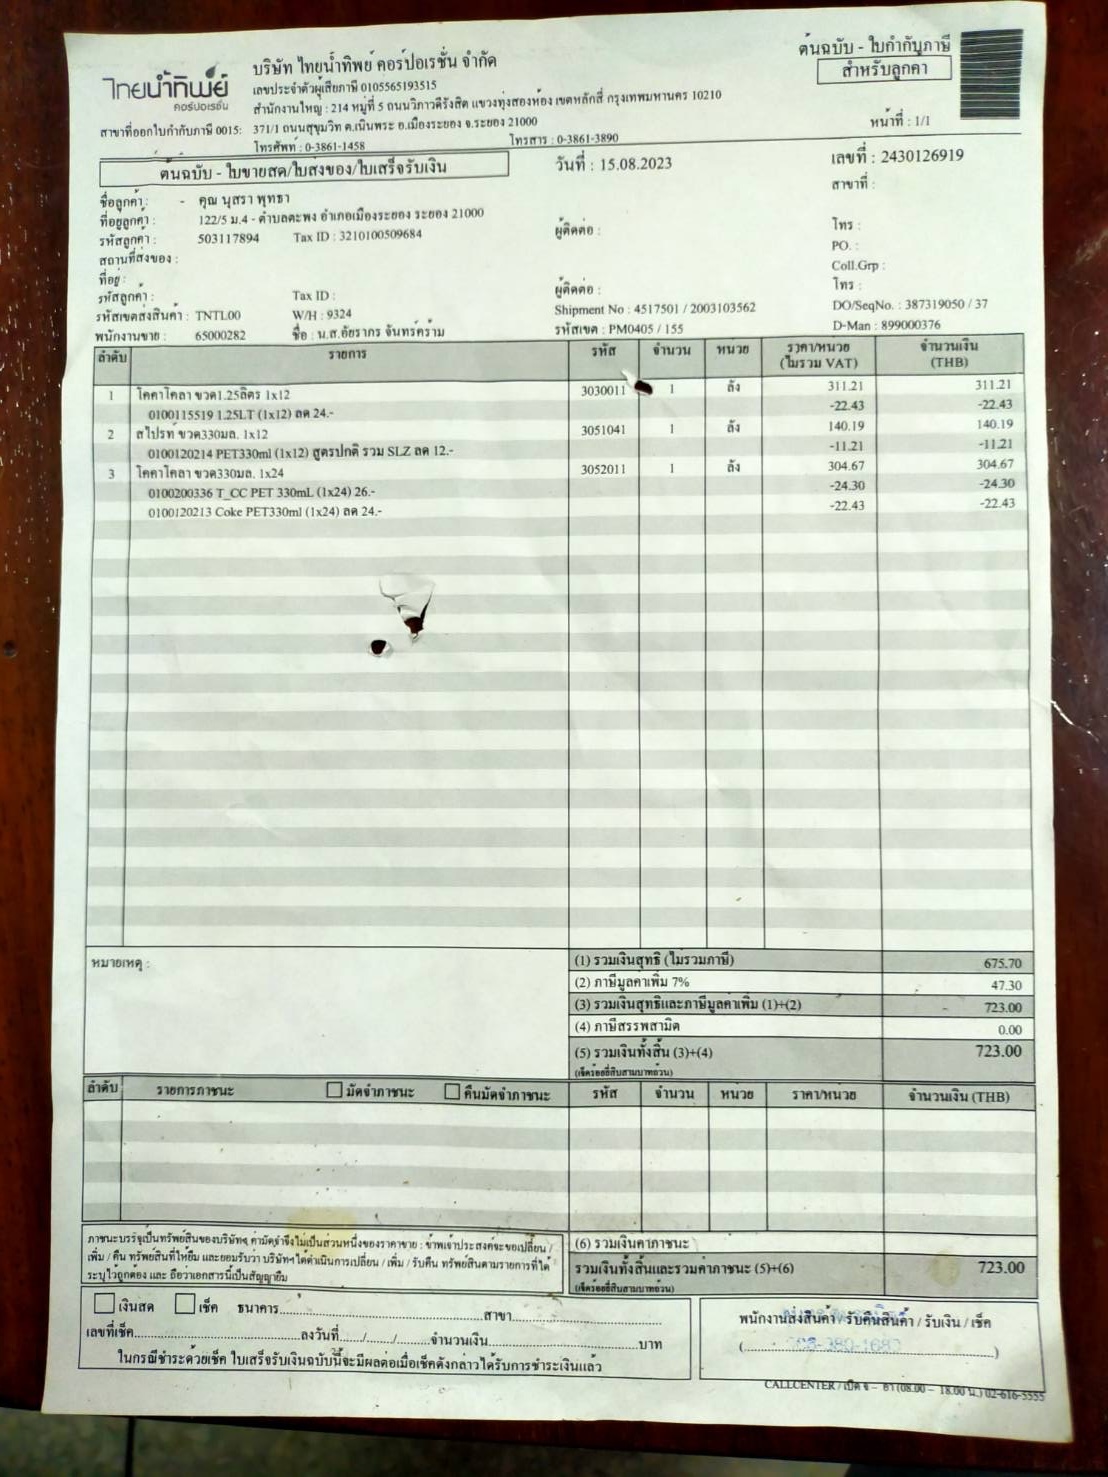 ไทยน้ำทิพย์
คอร์ปอเรชั่น
บริษัท ไทยน้ำทิพย์ คอร์ปอเรชั่น จำกัด
เลขประจำตัวผู้เสียภาษี 0105565193515
สำนักงานใหญ่ : 214 หมู่ที่ 5 ถนนวิภาวดีรังสิต แขวงทุ่งสองห้อง เขตหลักสี่ กรุงเทพมหานคร 10210
สาขาที่ออกใบกำกับภาษี 0015: 371/1 ถนนสุขุมวิท ต.เนินพระ อ.เมืองระยอง จ.ระยอง 21000
โทรศัพท์ : 0-3861-1458 โทรสาร : 0-3861-3890
ต้นฉบับ - ใบกำกับภาษี
สำหรับลูกค้า
หน้าที่ : 1/1
ต้นฉบับ - ใบขายสด/ใบส่งของ/ใบเสร็จรับเงิน
วันที่ : 15.08.2023
เลขที่ : 2430126919
สาขาที่ :
ชื่อลูกค้า : - คุณ นุสรา พุทธา
ที่อยู่ลูกค้า : 122/5 ม.4 - ตำบลตะพง อำเภอเมืองระยอง ระยอง 21000
รหัสลูกค้า : 503117894 Tax ID : 3210100509684
ผู้ติดต่อ :
โทร :
PO. :
สถานที่ส่งของ :
Coll.Grp :
ที่อยู่ :
ผู้ติดต่อ :
โทร :
รหัสลูกค้า : Tax ID :
รหัสเขตส่งสินค้า : TNTL00 W/H : 9324
Shipment No : 4517501 / 2003103562
DO/SeqNo. : 387319050 / 37
พนักงานขาย : 65000282 ชื่อ : น.ส.อัยรากร จันทร์คร้าม
รหัสเขต : PM0405 / 155
D-Man : 899000376
ลำดับ รายการ รหัส จำนวน หน่วย ราคา/หน่วย (ไม่รวม VAT) จำนวนเงิน (THB)
1 โคคาโคลา ขวด1.25ลิตร 1x12 3030011 1 ลัง 311.21 311.21
0100115519 1.25LT (1x12) ลด 24.- -22.43 -22.43
2 สไปรท์ ขวด330มล. 1x12 3051041 1 ลัง 140.19 140.19
0100120214 PET330ml (1x12) สูตรปกติ รวม SLZ ลด 12.- -11.21 -11.21
3 โคคาโคลา ขวด330มล. 1x24 3052011 1 ลัง 304.67 304.67
0100200336 T_CC PET 330mL (1x24) 26.- -24.30 -24.30
0100120213 Coke PET330ml (1x24) ลด 24.- -22.43 -22.43
หมายเหตุ :
(1) รวมเงินสุทธิ (ไม่รวมภาษี) 675.70
(2) ภาษีมูลค่าเพิ่ม 7% 47.30
(3) รวมเงินสุทธิและภาษีมูลค่าเพิ่ม (1)+(2) 723.00
(4) ภาษีสรรพสามิต 0.00
(5) รวมเงินทั้งสิ้น (3)+(4) 723.00
(เจ็ดร้อยยี่สิบสามบาทถ้วน)
ลำดับ รายการภาชนะ มัดจำภาชนะ คืนมัดจำภาชนะ รหัส จำนวน หน่วย ราคา/หน่วย จำนวนเงิน (THB)
ภาชนะบรรจุเป็นทรัพย์สินของบริษัทฯ ค่ามัดจำจึงไม่เป็นส่วนหนึ่งของราคาขาย : ข้าพเจ้าประสงค์จะขอเปลี่ยน /
เพิ่ม / คืน ทรัพย์สินที่ให้ยืม และยอมรับว่า บริษัทฯ ได้ดำเนินการเปลี่ยน / เพิ่ม / รับคืน ทรัพย์สินตามรายการที่ได้
ระบุไว้ถูกต้อง และ ถือว่าเอกสารนี้เป็นสัญญายืม
(6) รวมเงินค่าภาชนะ
รวมเงินทั้งสิ้นและรวมค่าภาชนะ (5)+(6) 723.00
(เจ็ดร้อยยี่สิบสามบาทถ้วน)
เงินสด เช็ค ธนาคาร สาขา
เลขที่เช็ค ลงวันที่ / / จำนวนเงิน บาท
ในกรณีชำระด้วยเช็ค ใบเสร็จรับเงินฉบับนี้จะมีผลต่อเมื่อเช็คดังกล่าวได้รับการชำระเงินแล้ว
พนักงานส่งสินค้า / รับคืนสินค้า / รับเงิน / เช็ค
( )
CALLCENTER / เปิด จ – อา (08.00 – 18.00 น.) 02-616-5555